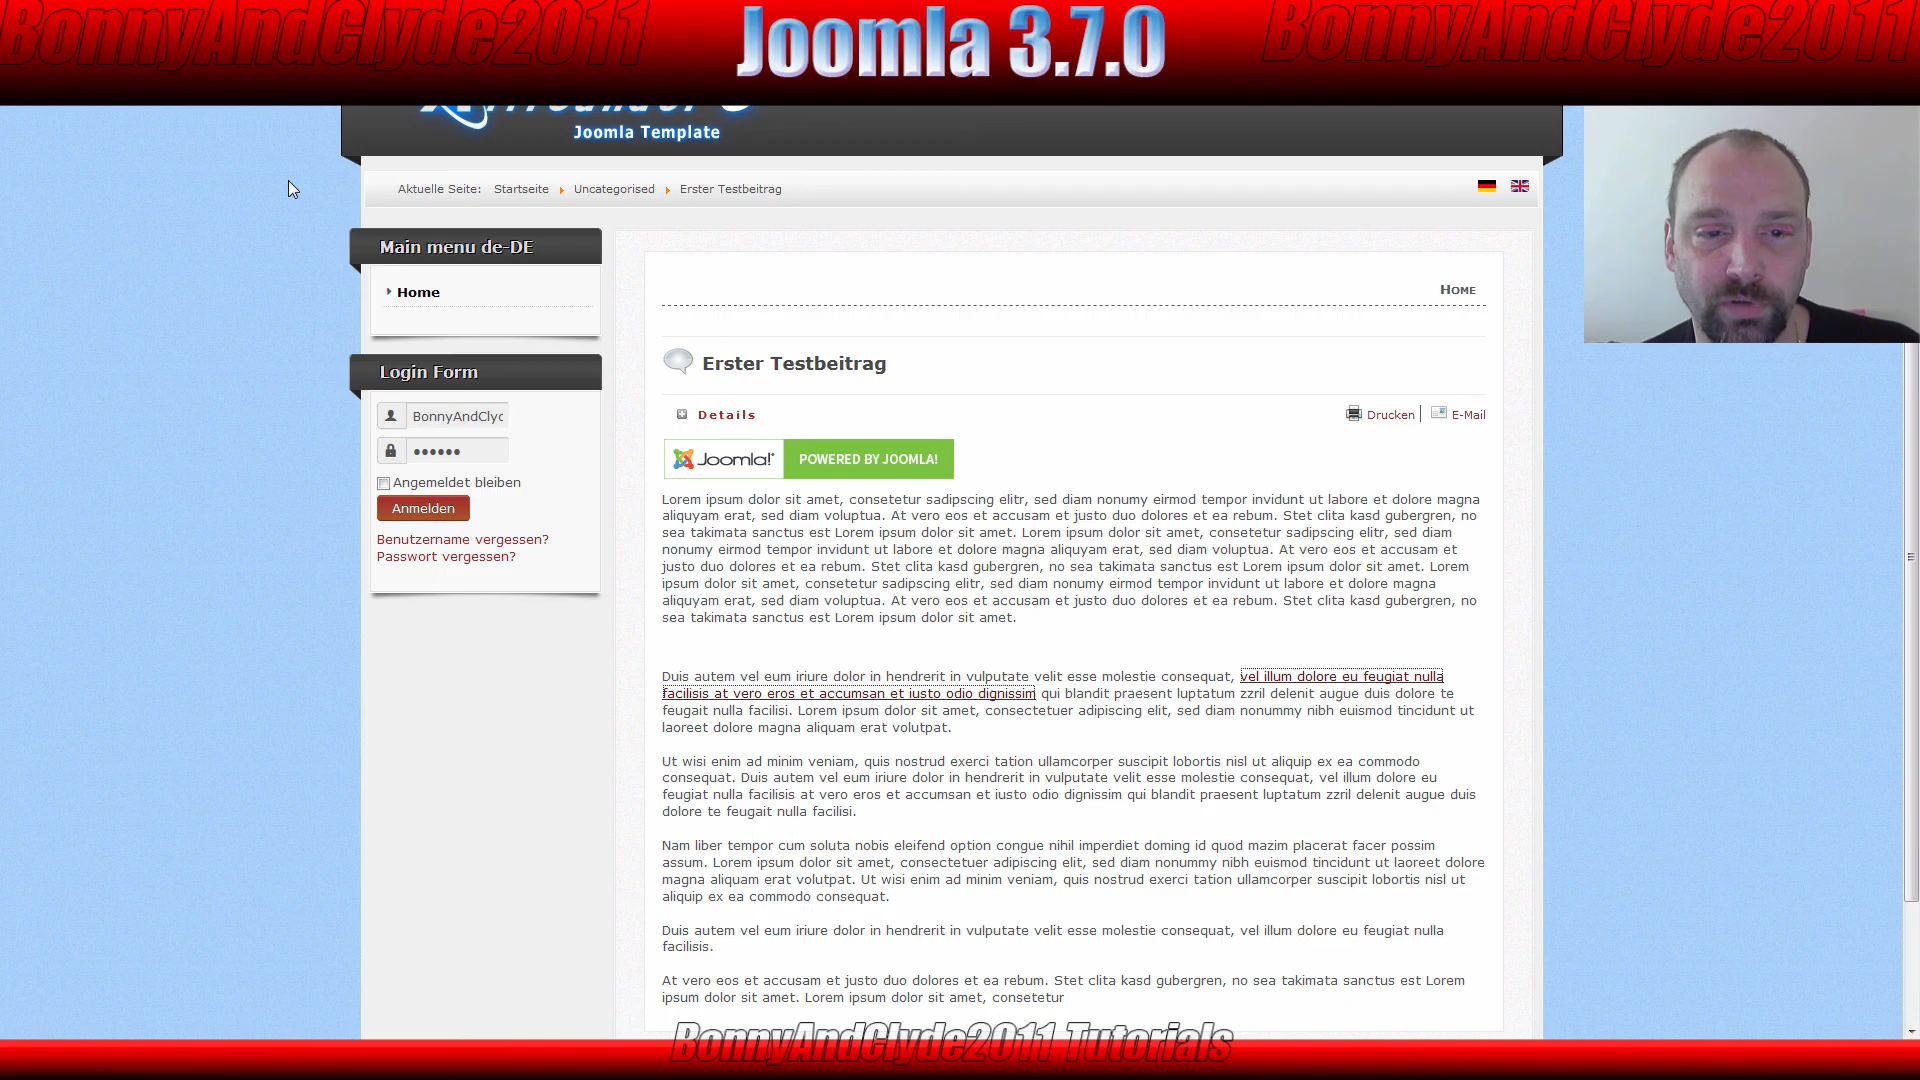 BonnyAndClyde2011
Joomla 3.7.0
BonnyAndClyde2011
Joomla Template
Aktuelle Seite: Startseite Uncategorised Erster Testbeitrag
Main menu de-DE
Home
Login Form
BonnyAndClyc
Angemeldet bleiben
Anmelden
Benutzername vergessen?
Passwort vergessen?
Home
Erster Testbeitrag
Details
Drucken
E-Mail
Joomla!
POWERED BY JOOMLA!
Lorem ipsum dolor sit amet, consetetur sadipscing elitr, sed diam nonumy eirmod tempor invidunt ut labore et dolore magna
aliquyam erat, sed diam voluptua. At vero eos et accusam et justo duo dolores et ea rebum. Stet clita kasd gubergren, no
sea takimata sanctus est Lorem ipsum dolor sit amet. Lorem ipsum dolor sit amet, consetetur sadipscing elitr, sed diam
nonumy eirmod tempor invidunt ut labore et dolore magna aliquyam erat, sed diam voluptua. At vero eos et accusam et
justo duo dolores et ea rebum. Stet clita kasd gubergren, no sea takimata sanctus est Lorem ipsum dolor sit amet. Lorem
ipsum dolor sit amet, consetetur sadipscing elitr, sed diam nonumy eirmod tempor invidunt ut labore et dolore magna
aliquyam erat, sed diam voluptua. At vero eos et accusam et justo duo dolores et ea rebum. Stet clita kasd gubergren, no
sea takimata sanctus est Lorem ipsum dolor sit amet.
Duis autem vel eum iriure dolor in hendrerit in vulputate velit esse molestie consequat, vel illum dolore eu feugiat nulla
facilisis at vero eros et accumsan et iusto odio dignissim qui blandit praesent luptatum zzril delenit augue duis dolore te
feugait nulla facilisi. Lorem ipsum dolor sit amet, consectetuer adipiscing elit, sed diam nonummy nibh euismod tincidunt ut
laoreet dolore magna aliquam erat volutpat.
Ut wisi enim ad minim veniam, quis nostrud exerci tation ullamcorper suscipit lobortis nisl ut aliquip ex ea commodo
consequat. Duis autem vel eum iriure dolor in hendrerit in vulputate velit esse molestie consequat, vel illum dolore eu
feugiat nulla facilisis at vero eros et accumsan et iusto odio dignissim qui blandit praesent luptatum zzril delenit augue duis
dolore te feugait nulla facilisi.
Nam liber tempor cum soluta nobis eleifend option congue nihil imperdiet doming id quod mazim placerat facer possim
assum. Lorem ipsum dolor sit amet, consectetuer adipiscing elit, sed diam nonummy nibh euismod tincidunt ut laoreet dolore
magna aliquam erat volutpat. Ut wisi enim ad minim veniam, quis nostrud exerci tation ullamcorper suscipit lobortis nisl ut
aliquip ex ea commodo consequat.
Duis autem vel eum iriure dolor in hendrerit in vulputate velit esse molestie consequat, vel illum dolore eu feugiat nulla
facilisis.
At vero eos et accusam et justo duo dolores et ea rebum. Stet clita kasd gubergren, no sea takimata sanctus est Lorem
ipsum dolor sit amet. Lorem ipsum dolor sit amet, consetetur
BonnyAndClyde2011 Tutorials